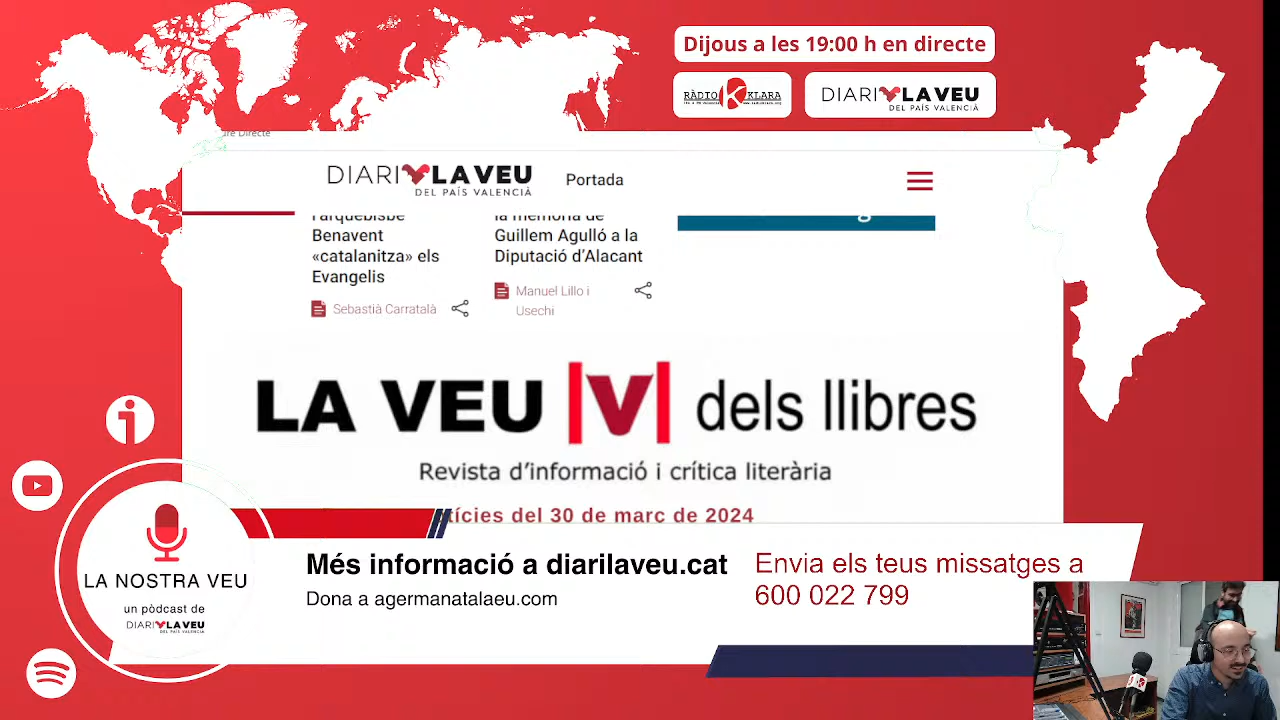 Dijous a les 19:00 h en directe
RÀDIO KLARA
DIARI LA VEU
DEL PAÍS VALENCIÀ
Directe
DIARI LA VEU
DEL PAÍS VALENCIÀ
Portada
l'arquebisbe
Benavent
«catalanitza» els
Evangelis
Sebastià Carratalà
la memòria de
Guillem Agulló a la
Diputació d'Alacant
Manuel Lillo i
Usechi
LA VEU |V| dels llibres
Revista d'informació i crítica literària
tícies del 30 de març de 2024
LA NOSTRA VEU
un pòdcast de
DIARI LA VEU
DEL PAÍS VALENCIÀ
Més informació a diarilaveu.cat
Dona a agermanatalaeu.com
Envia els teus missatges a
600 022 799